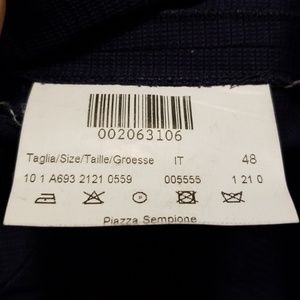 002063106
Taglia/Size/Taille/Groesse IT 48
10 1 A693 2121 0559 005555 1 21 0
Piazza Sempione